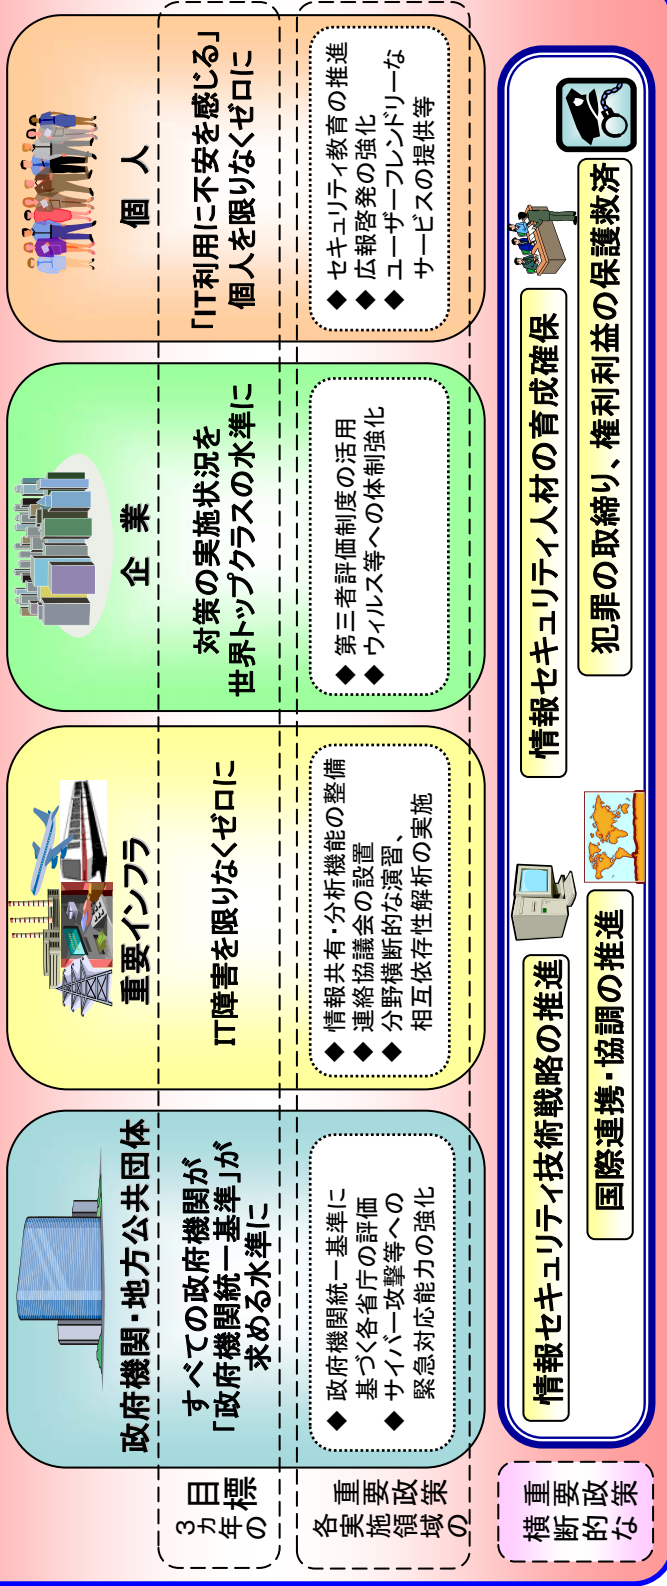 政府機関・地方公共団体
すべての政府機関が
「政府機関統一基準」が
求める水準に
◆ 政府機関統一基準に
基づく各省庁の評価
◆ サイバー攻撃等への
緊急対応能力の強化
重要インフラ
IT障害を限りなくゼロに
◆ 情報共有・分析機能の整備
◆ 連絡協議会の設置
◆ 分野横断的な演習、
相互依存性解析の実施
企 業
対策の実施状況を
世界トップクラスの水準に
◆ 第三者評価制度の活用
◆ ウィルス等への体制強化
個 人
「IT利用に不安を感じる」
個人を限りなくゼロに
◆ セキュリティ教育の推進
◆ 広報啓発の強化
◆ ユーザーフレンドリーな
サービスの提供等
3カ年の
目標
各実施領域の
重要政策
横断的な
重要政策
情報セキュリティ技術戦略の推進
情報セキュリティ人材の育成確保
国際連携・協調の推進
犯罪の取締り、権利利益の保護救済